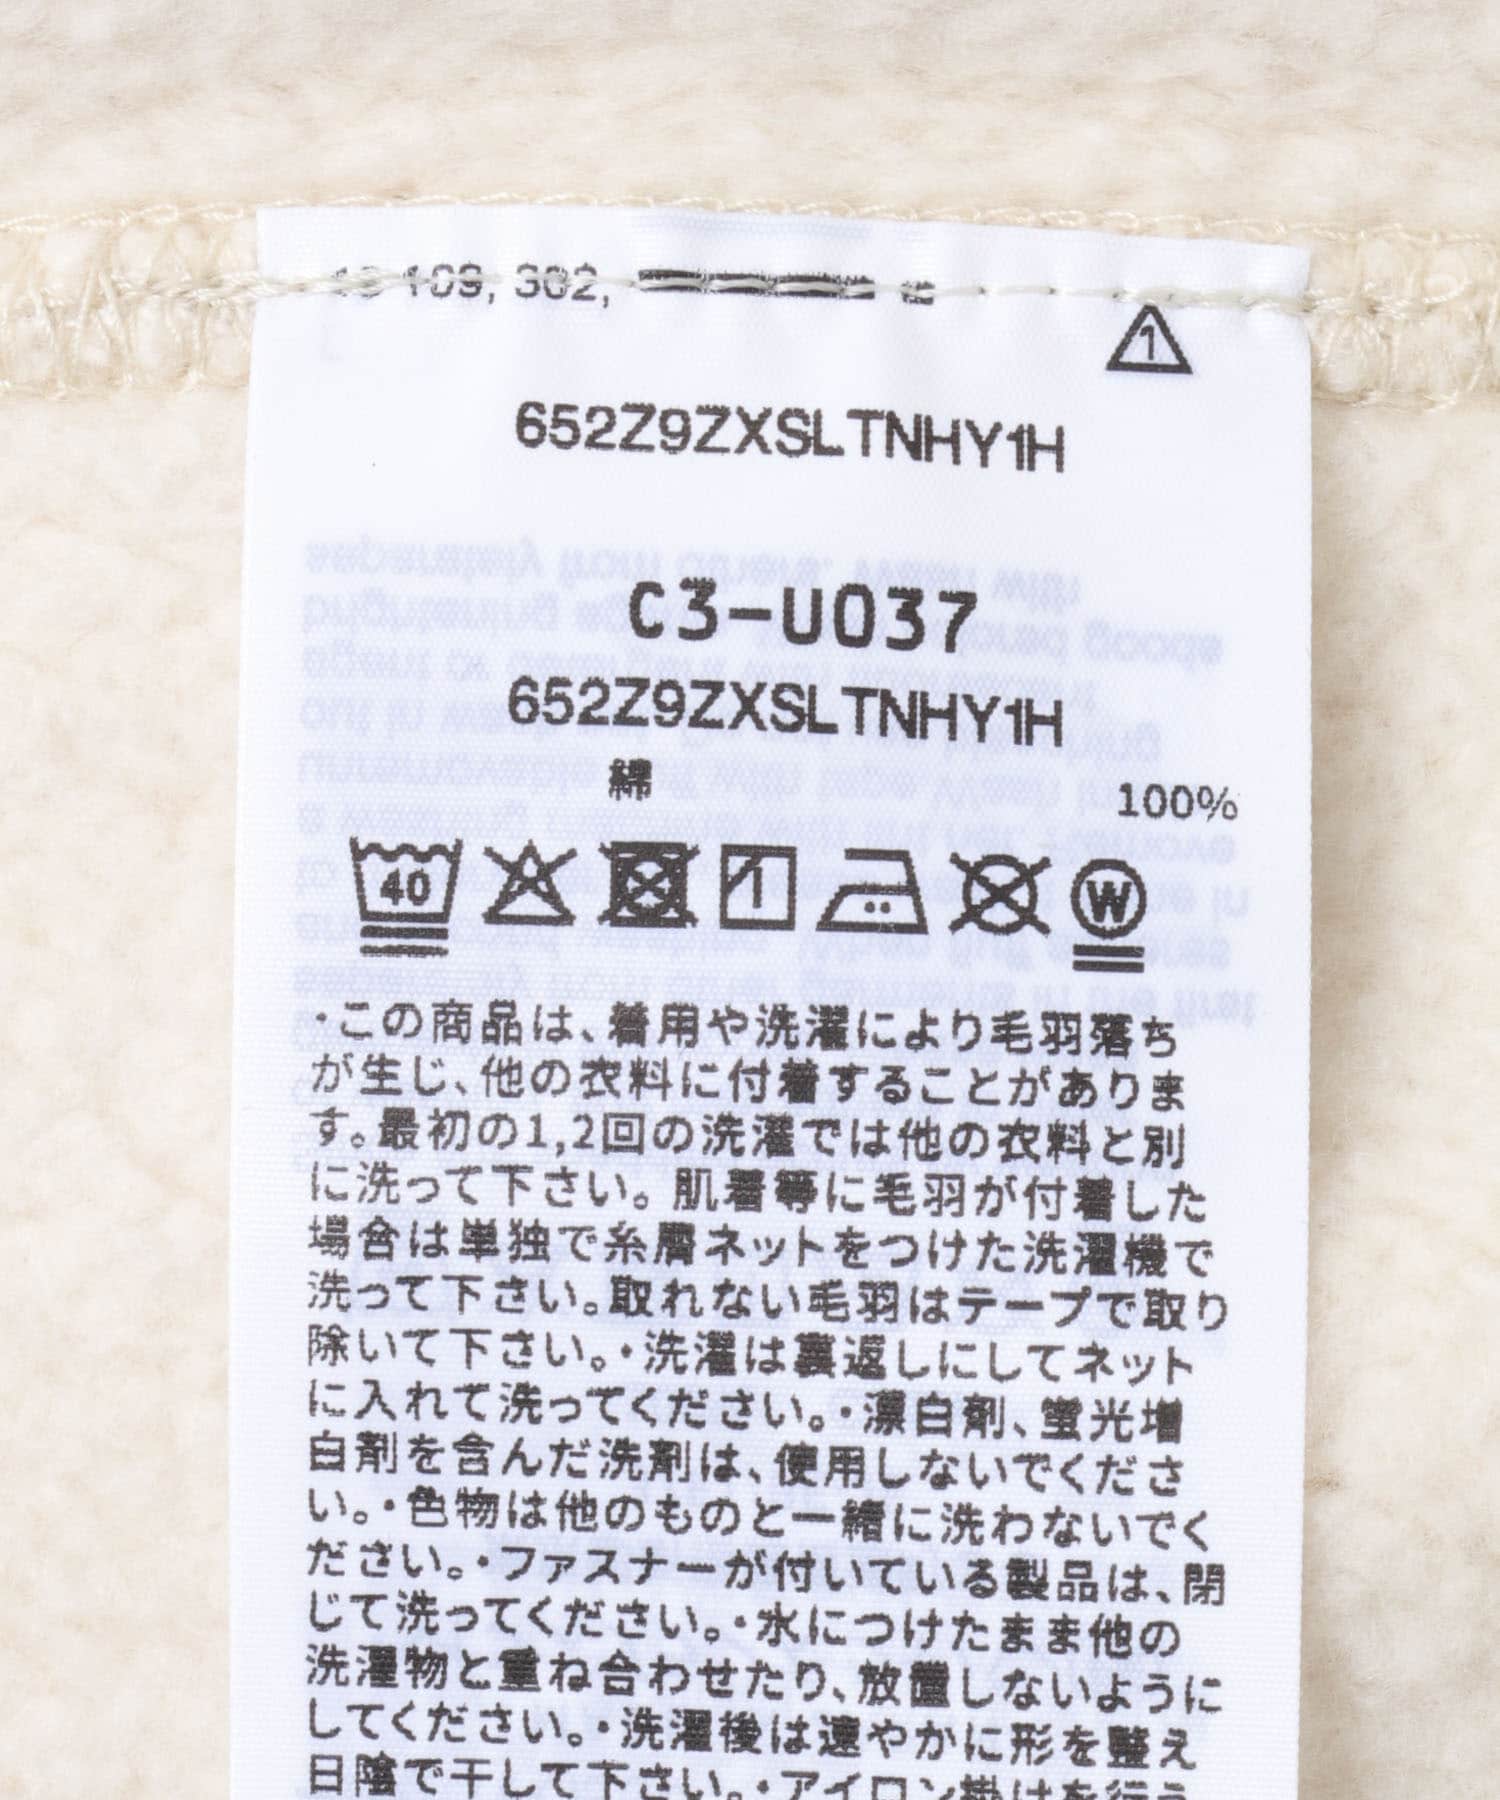 109, 302,
1
652Z9ZXSLTNHY1H
C3-U037
652Z9ZXSLTNHY1H
綿 100%
40 1 W
・この商品は、着用や洗濯により毛羽落ち
が生じ、他の衣料に付着することがありま
す。最初の1,2回の洗濯では他の衣料と別
に洗って下さい。肌着等に毛羽が付着した
場合は単独で糸屑ネットをつけた洗濯機で
洗って下さい。取れない毛羽はテープで取り
除いて下さい。・洗濯は裏返しにしてネット
に入れて洗ってください。・漂白剤、蛍光増
白剤を含んだ洗剤は、使用しないでくださ
い。・色物は他のものと一緒に洗わないでく
ださい。・ファスナーが付いている製品は、閉
じて洗ってください。・水につけたまま他の
洗濯物と重ね合わせたり、放置しないように
してください。・洗濯後は速やかに形を整え
日陰で干して下さい。・アイロン掛けを行う